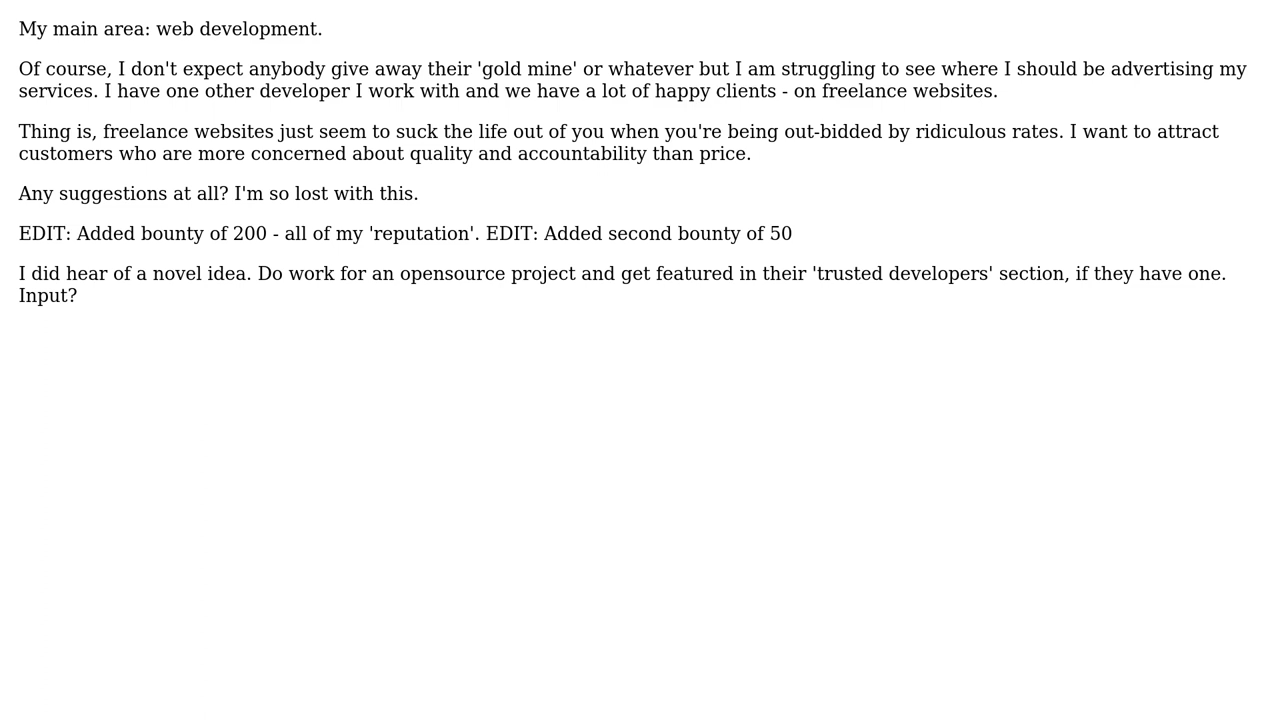 My main area: web development.
Of course, I don't expect anybody give away their 'gold mine' or whatever but I am struggling to see where I should be advertising my
services. I have one other developer I work with and we have a lot of happy clients - on freelance websites.
Thing is, freelance websites just seem to suck the life out of you when you're being out-bidded by ridiculous rates. I want to attract
customers who are more concerned about quality and accountability than price.
Any suggestions at all? I'm so lost with this.
EDIT: Added bounty of 200 - all of my 'reputation'. EDIT: Added second bounty of 50
I did hear of a novel idea. Do work for an opensource project and get featured in their 'trusted developers' section, if they have one.
Input?